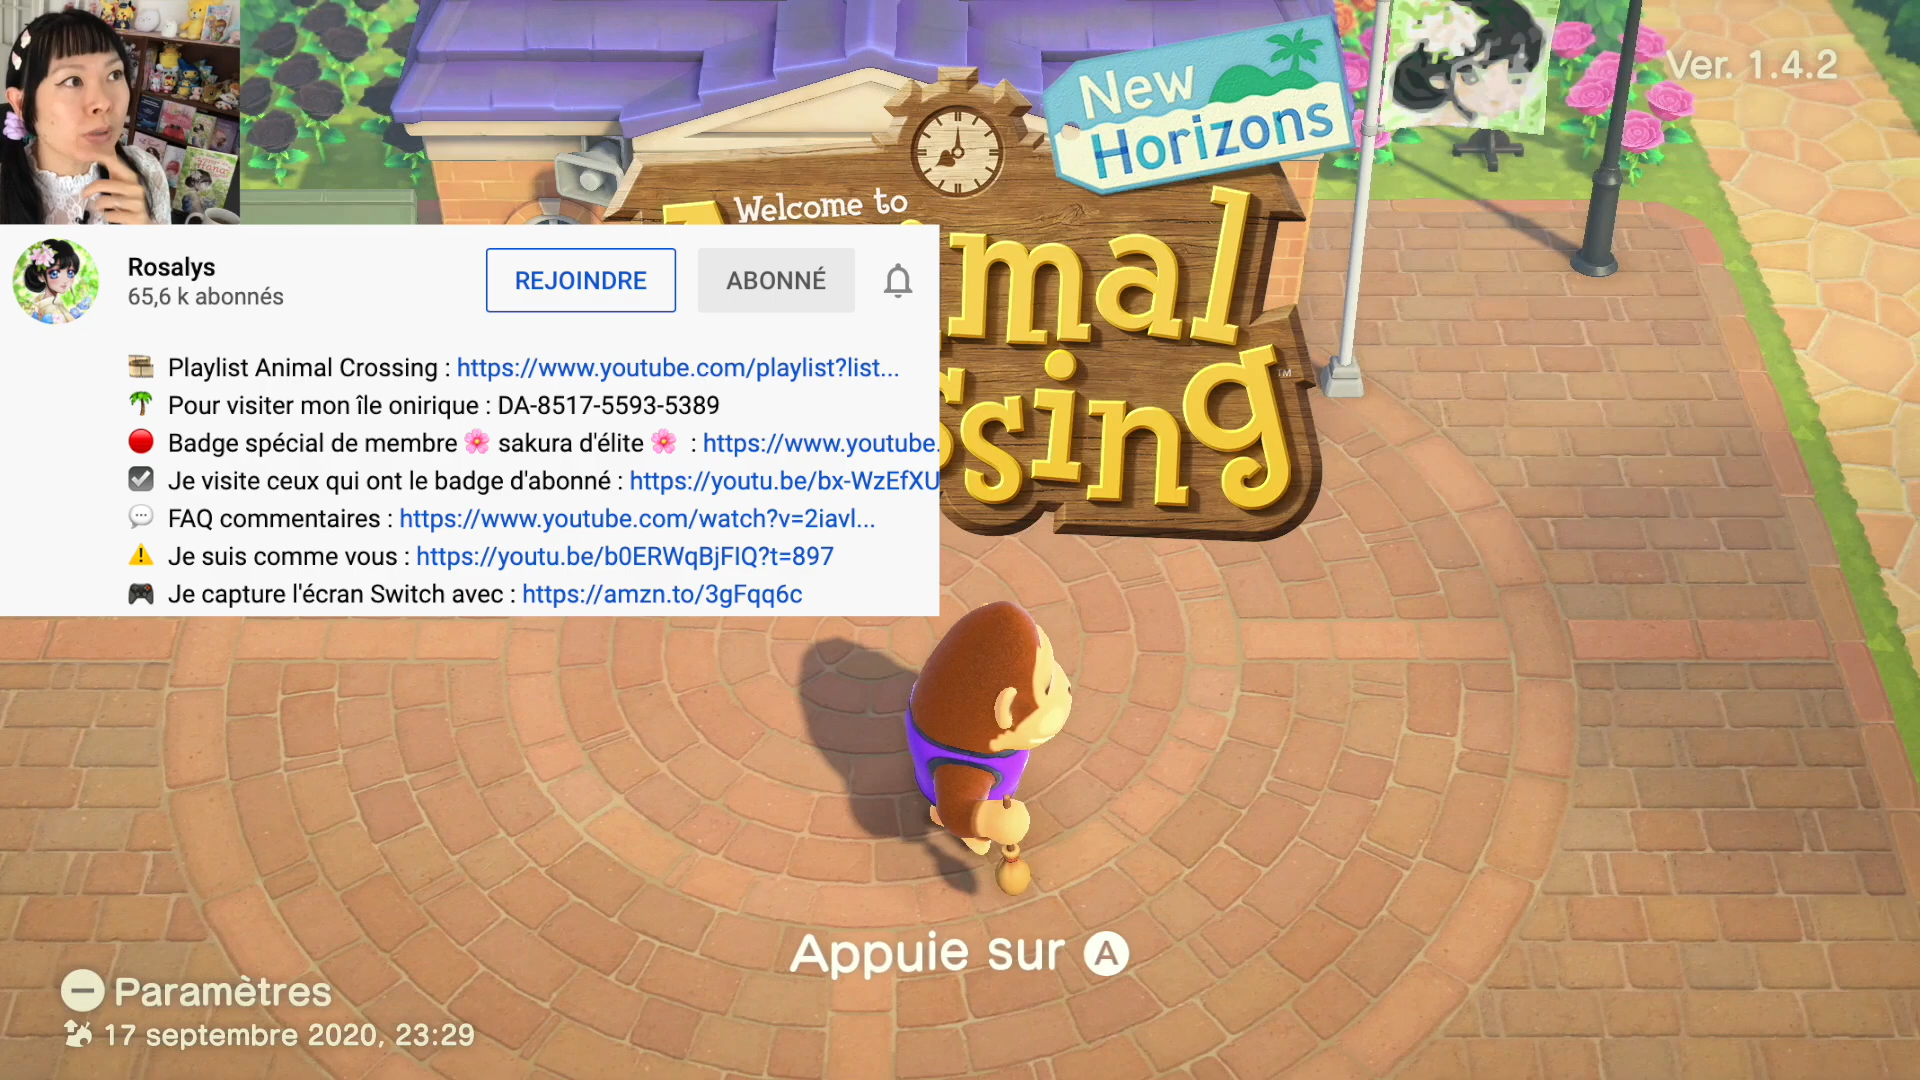 New
Horizons
Ver. 1.4.2
Welcome to
Rosalys
65,6 k abonnés
REJOINDRE
ABONNÉ
Playlist Animal Crossing : https://www.youtube.com/playlist?list...
Pour visiter mon île onirique : DA-8517-5593-5389
Badge spécial de membre 🌸 sakura d'élite 🌸 : https://www.youtube.
Je visite ceux qui ont le badge d'abonné : https://youtu.be/bx-WzEfXU
FAQ commentaires : https://www.youtube.com/watch?v=2iavl...
Je suis comme vous : https://youtu.be/b0ERWqBjFIQ?t=897
Je capture l'écran Switch avec : https://amzn.to/3gFqq6c
mal
sing
TM
Appuie sur A
Paramètres
17 septembre 2020, 23:29